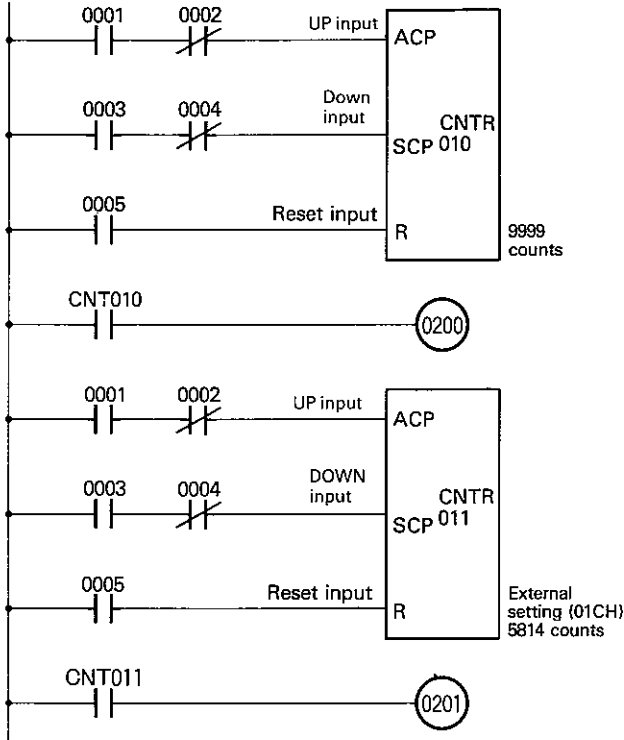 0001 0002 UP input
ACP
0003 0004 Down
input
CNTR
SCP 010
0005 Reset input
R
9999
counts
CNT010
0200
0001 0002 UP input
ACP
0003 0004 DOWN
input
CNTR
SCP 011
0005 Reset input
R
External
setting (01CH)
5814 counts
CNT011
0201